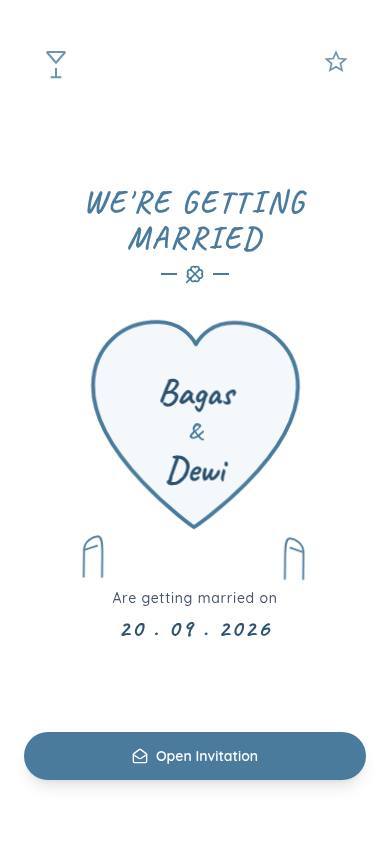 WE'RE GETTING
MARRIED
Bagas
&
Dewi
Are getting married on
20 . 09 . 2026
Open Invitation